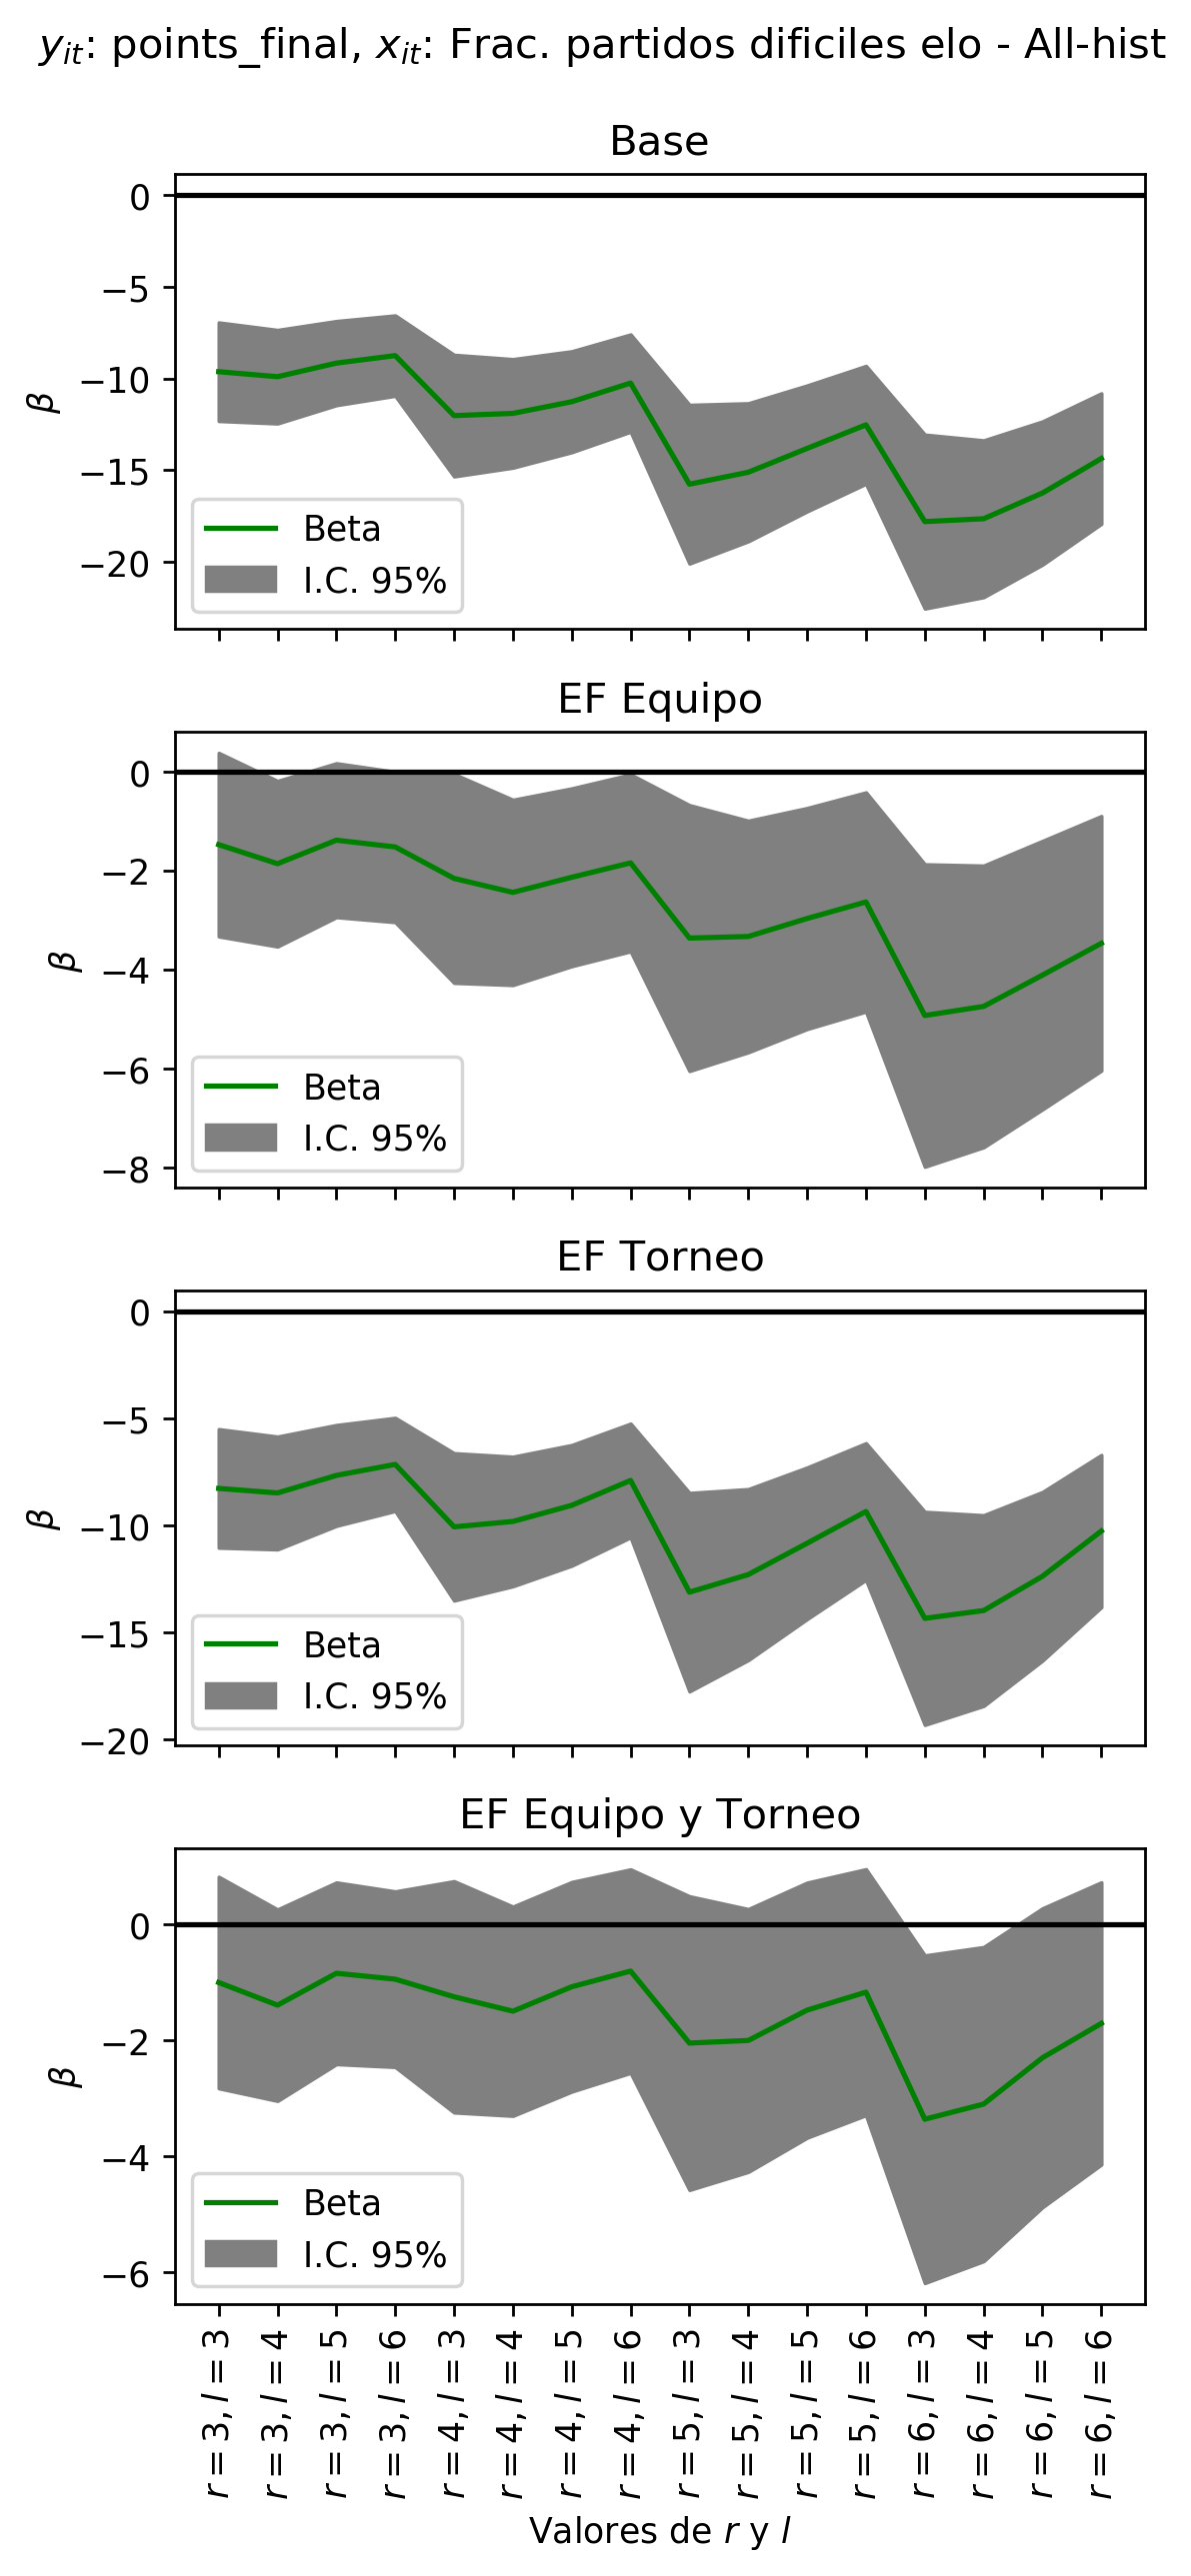 y_it: points_final, x_it: Frac. partidos dificiles elo - All-hist
Base
0
−5
−10
−15
−20
β
Beta
I.C. 95%
EF Equipo
0
−2
−4
−6
−8
β
Beta
I.C. 95%
EF Torneo
0
−5
−10
−15
−20
β
Beta
I.C. 95%
EF Equipo y Torneo
0
−2
−4
−6
β
Beta
I.C. 95%
r = 3, l = 3
r = 3, l = 4
r = 3, l = 5
r = 3, l = 6
r = 4, l = 3
r = 4, l = 4
r = 4, l = 5
r = 4, l = 6
r = 5, l = 3
r = 5, l = 4
r = 5, l = 5
r = 5, l = 6
r = 6, l = 3
r = 6, l = 4
r = 6, l = 5
r = 6, l = 6
Valores de r y l